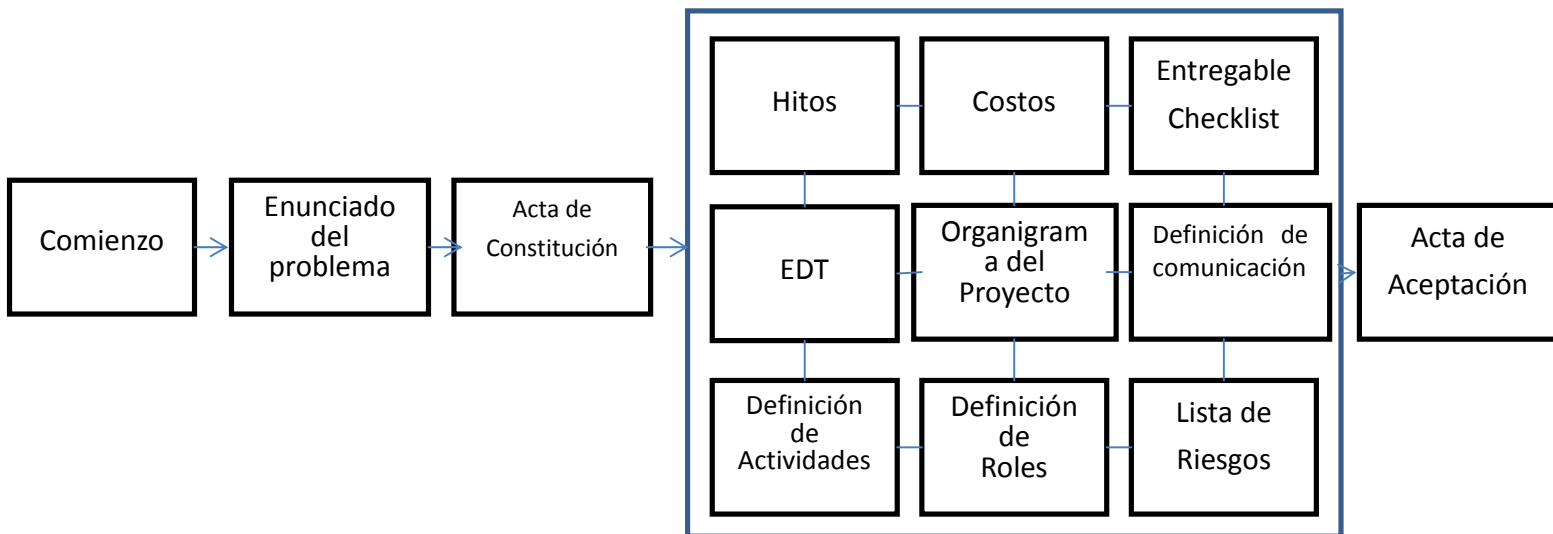 Comienzo
Enunciado
del
problema
Acta de
Constitución
Hitos
Costos
Entregable
Checklist
EDT
Organigram
a del
Proyecto
Definición de
comunicación
Definición
de
Actividades
Definición
de
Roles
Lista de
Riesgos
Acta de
Aceptación